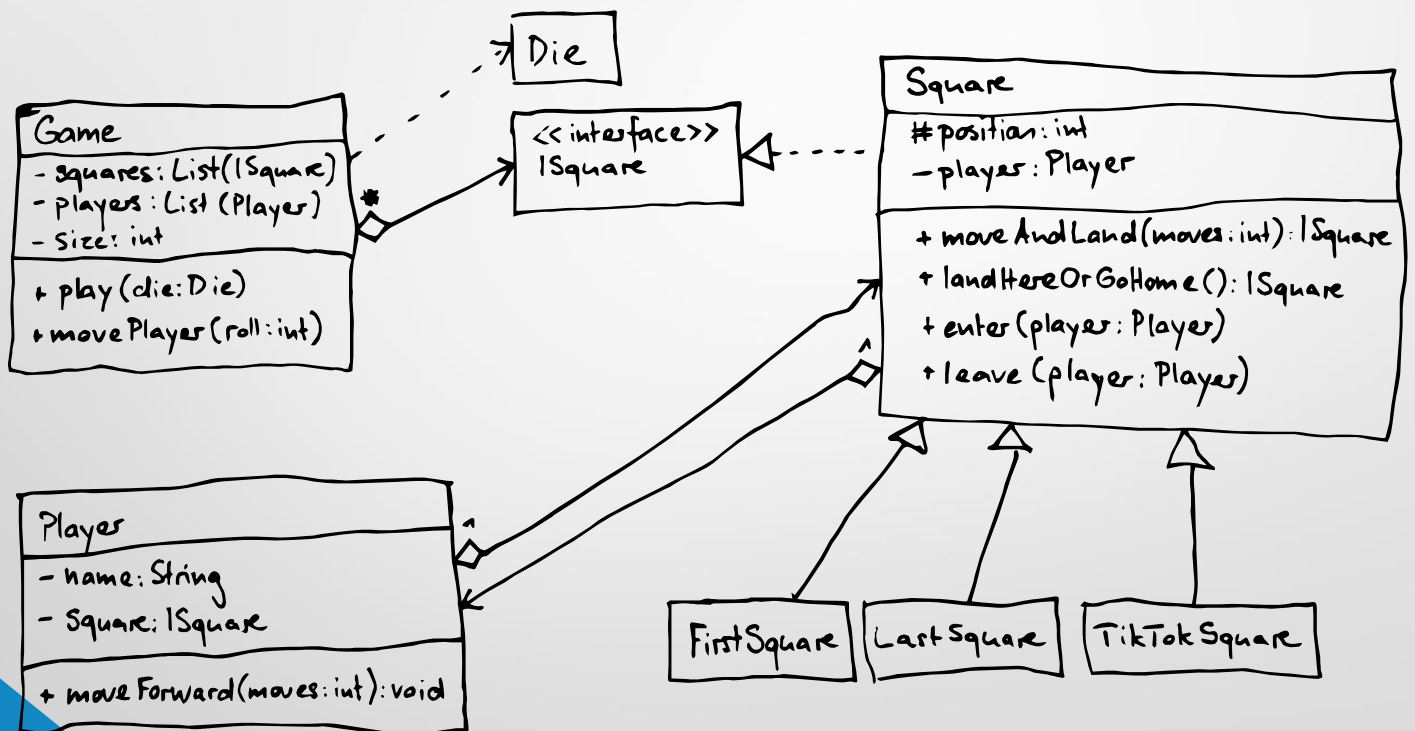 Die
Game
- squares: List(ISquare)
- players: List (Player)
- size: int
+ play (die: Die)
+ movePlayer (roll: int)
*
<<interface>>
ISquare
Square
# position: int
- player: Player
+ moveAndLand(moves: int): ISquare
+ landHereOrGoHome(): ISquare
+ enter (player: Player)
+ leave (player: Player)
Player
- name: String
- Square: ISquare
+ moveForward(moves: int): void
FirstSquare
LastSquare
TikTokSquare